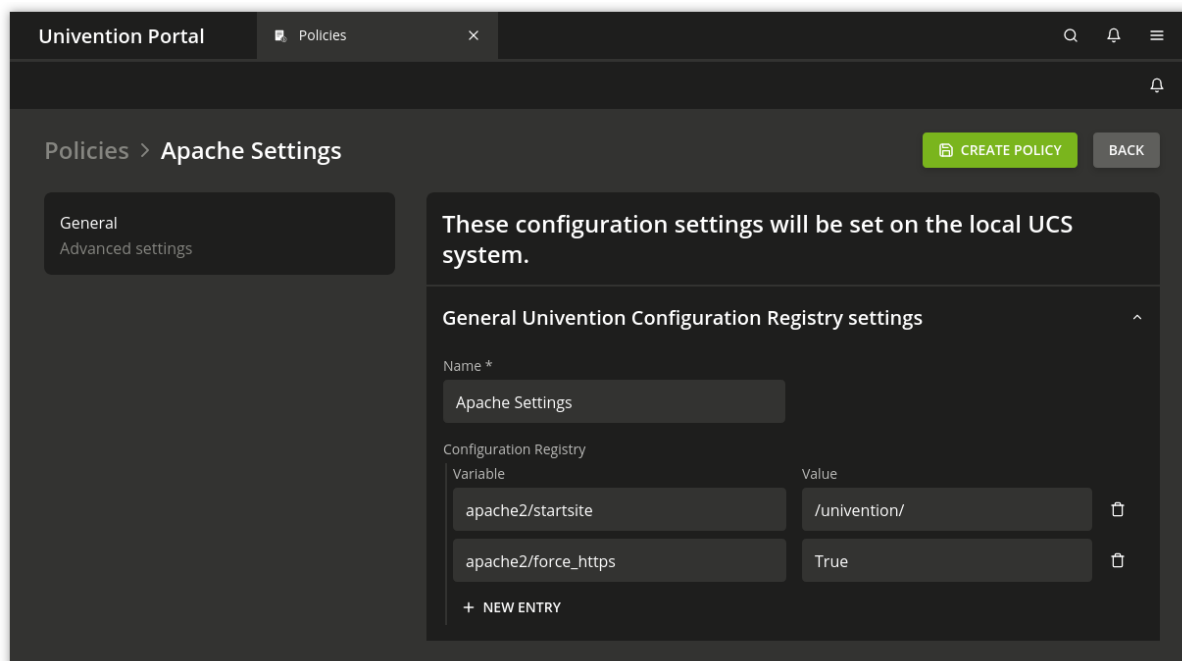 Univention Portal
Policies
Policies > Apache Settings
CREATE POLICY
BACK
General
Advanced settings
These configuration settings will be set on the local UCS
system.
General Univention Configuration Registry settings
Name *
Apache Settings
Configuration Registry
Variable Value
apache2/startsite /univention/
apache2/force_https True
+ NEW ENTRY